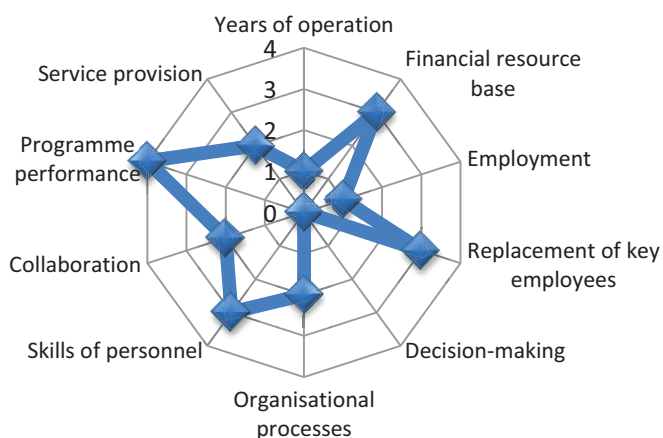 Years of operation
4
Service provision
Financial resource
base
3
2
Programme
performance
Employment
1
0
Collaboration
Replacement of key
employees
Skills of personnel
Decision-making
Organisational
processes